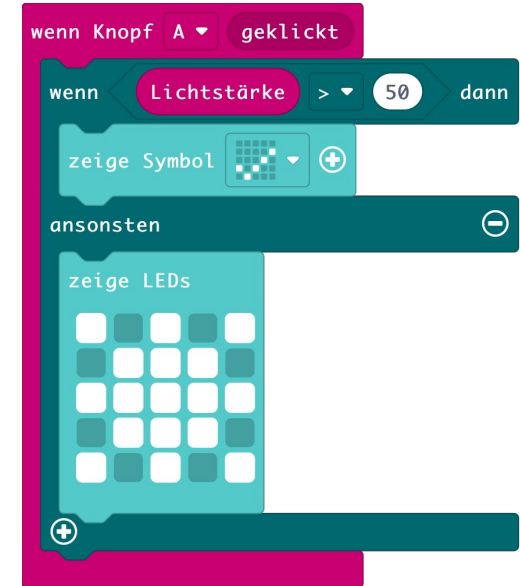 wenn Knopf A geklickt
wenn Lichtstärke > 50 dann
zeige Symbol
ansonsten
zeige LEDs